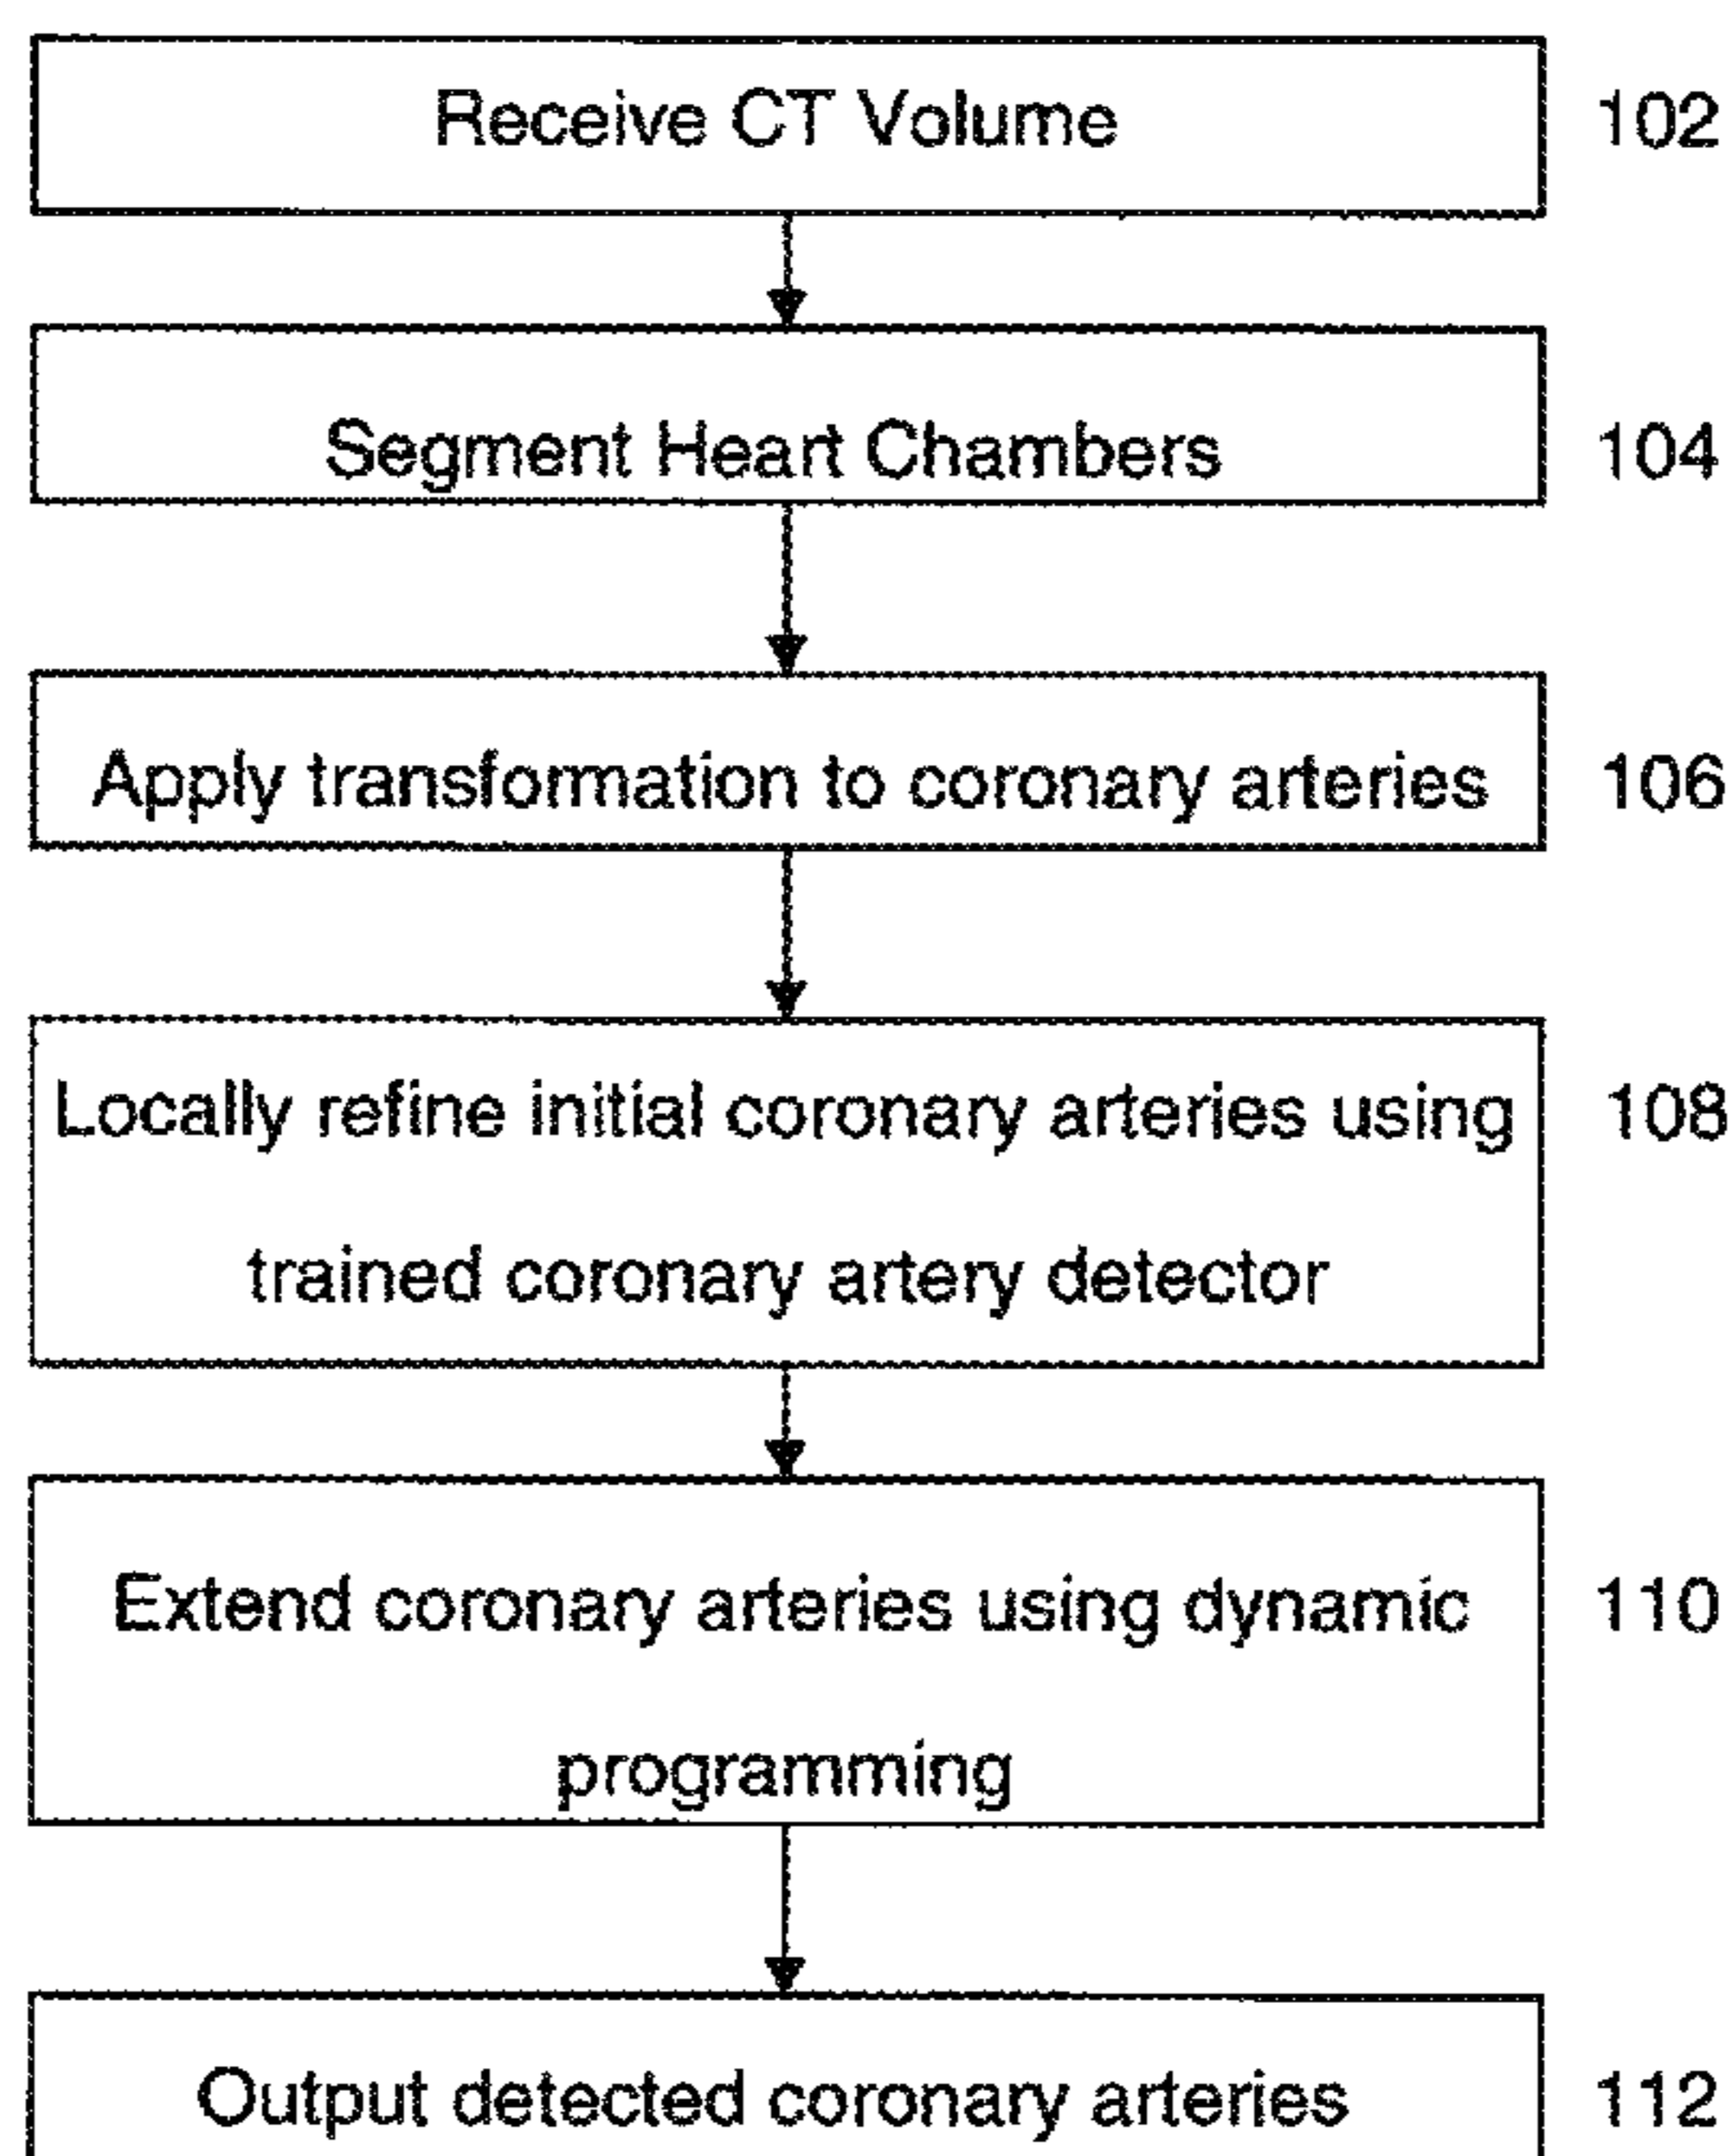 Receive CT Volume 102
Segment Heart Chambers 104
Apply transformation to coronary arteries 106
Locally refine initial coronary arteries using 108
trained coronary artery detector
Extend coronary arteries using dynamic 110
programming
Output detected coronary arteries 112